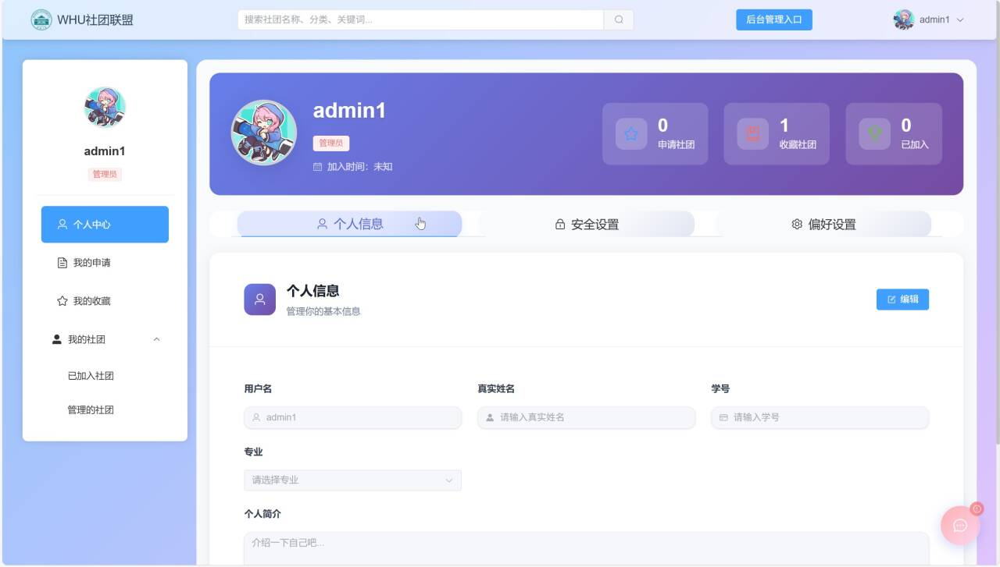 WHU社团联盟
搜索社团名称、分类、关键词...
后台管理入口
admin1
admin1
管理员
个人中心
我的申请
我的收藏
我的社团
已加入社团
管理的社团
admin1
管理员
加入时间：未知
0
申请社团
1
收藏社团
0
已加入
个人信息
安全设置
偏好设置
个人信息
管理你的基本信息
编辑
用户名
真实姓名
学号
admin1
请输入真实姓名
请输入学号
专业
请选择专业
个人简介
介绍一下自己吧...